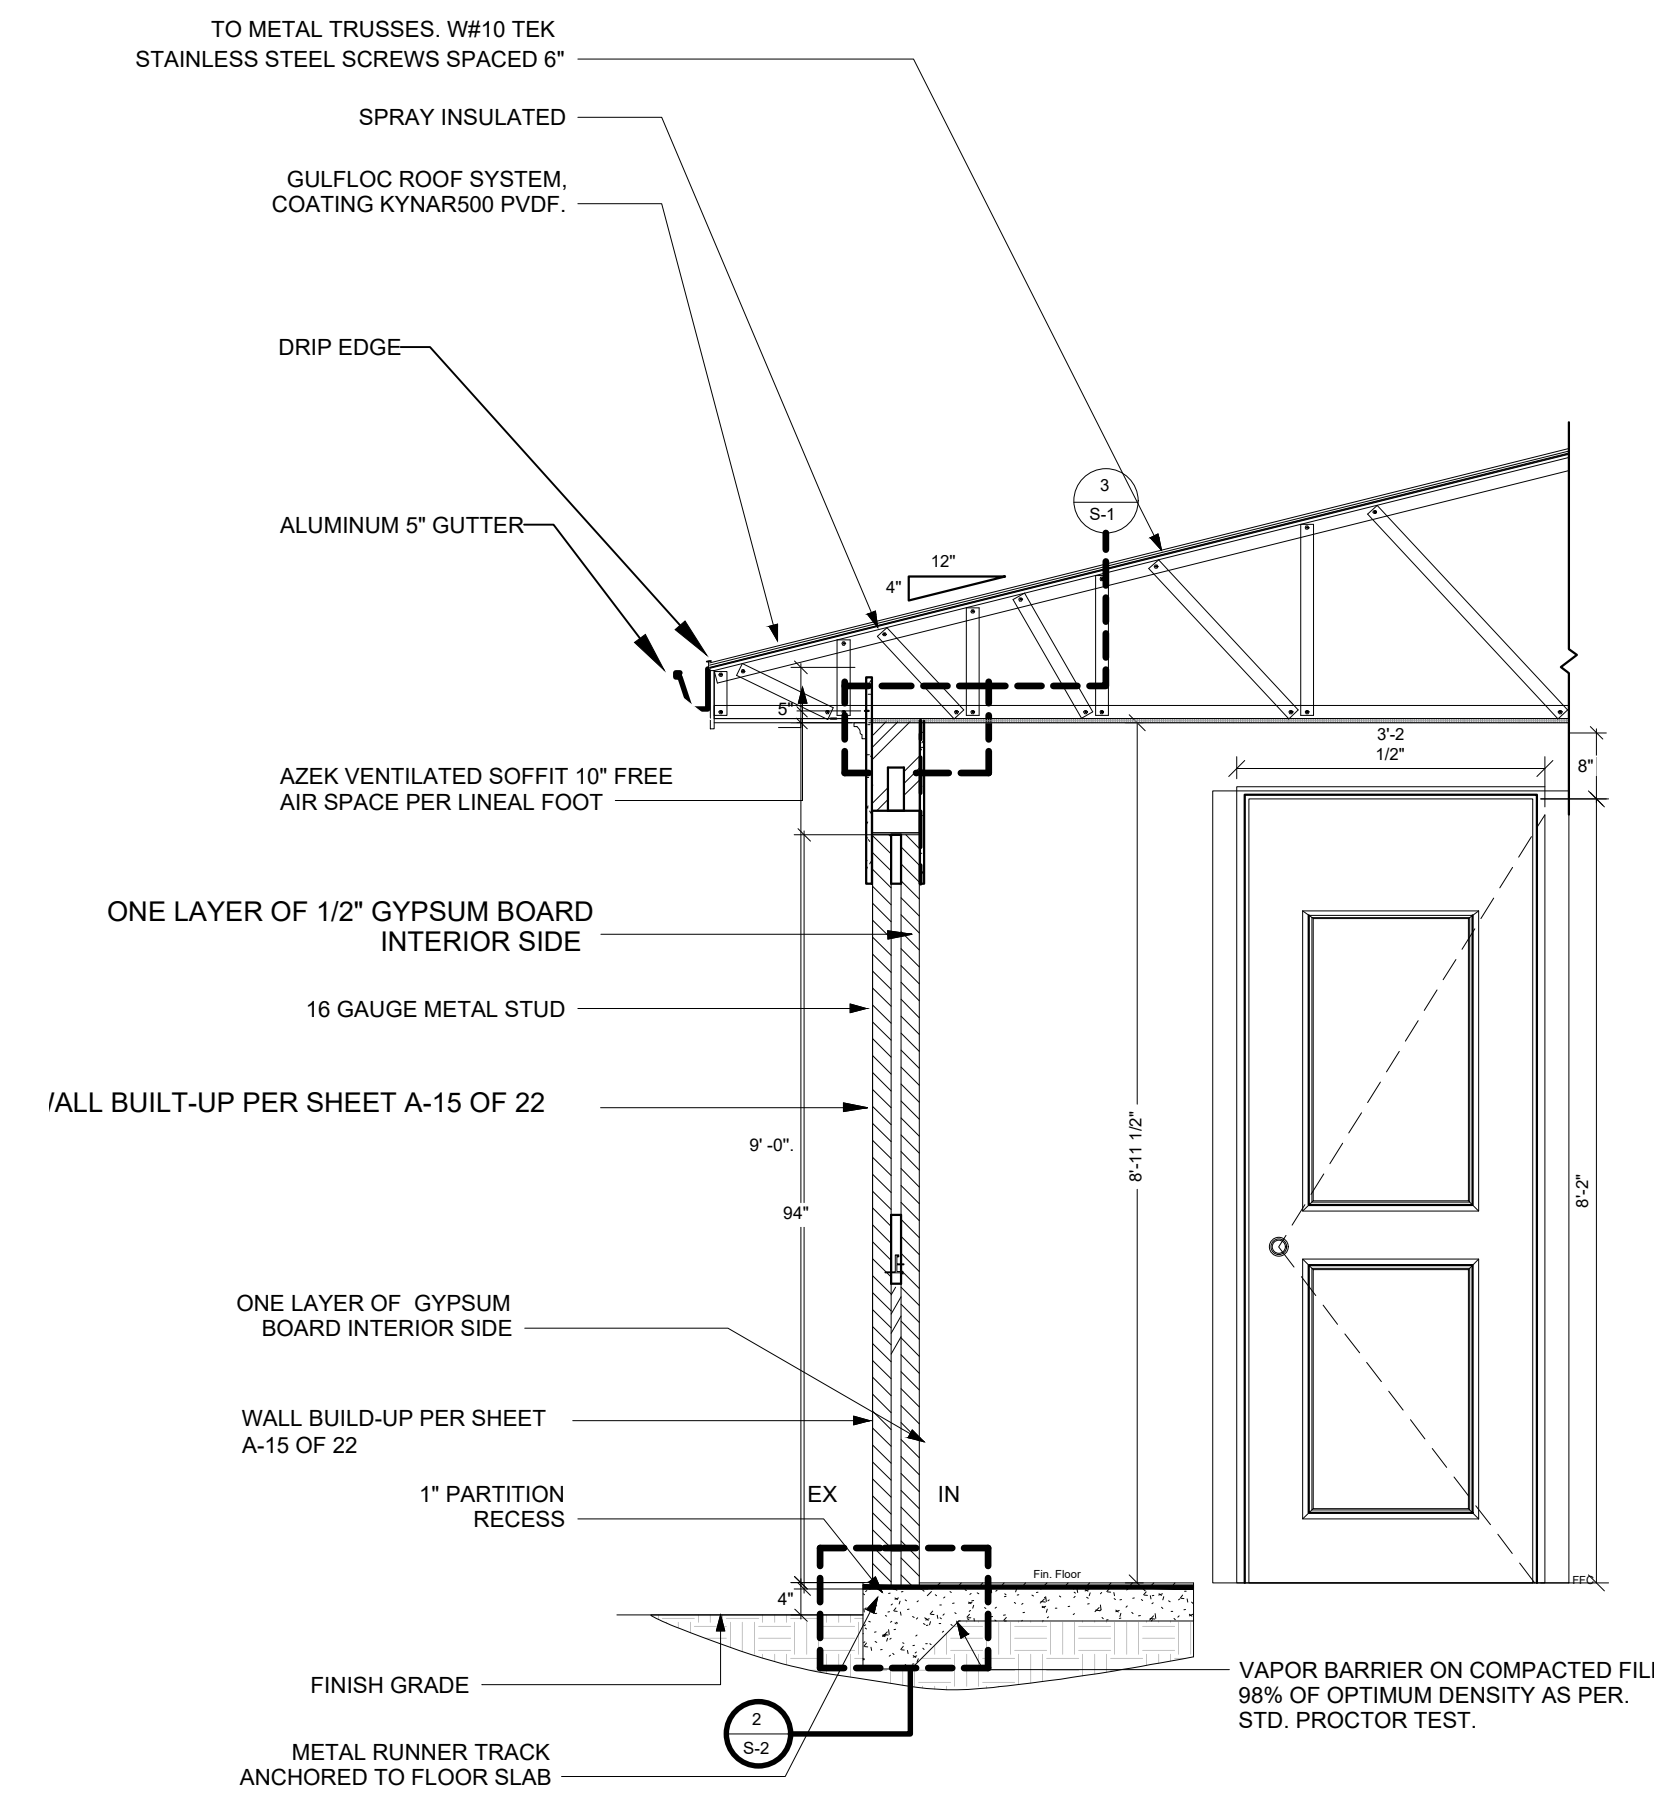 TO METAL TRUSSES. W#10 TEK
STAINLESS STEEL SCREWS SPACED 6"
SPRAY INSULATED
GULFLOC ROOF SYSTEM,
COATING KYNAR500 PVDF.
DRIP EDGE
3
S-1
ALUMINUM 5" GUTTER
12"
4"
5"
3'-2
1/2"
8"
AZEK VENTILATED SOFFIT 10" FREE
AIR SPACE PER LINEAL FOOT
ONE LAYER OF 1/2" GYPSUM BOARD
INTERIOR SIDE
16 GAUGE METAL STUD
ALL BUILT-UP PER SHEET A-15 OF 22
9' -0".
8'-11 1/2"
8'-2"
94"
ONE LAYER OF GYPSUM
BOARD INTERIOR SIDE
WALL BUILD-UP PER SHEET
A-15 OF 22
1" PARTITION
RECESS
EX
IN
Fin. Floor
FFC
4"
FINISH GRADE
VAPOR BARRIER ON COMPACTED FILL
98% OF OPTIMUM DENSITY AS PER.
STD. PROCTOR TEST.
2
S-2
METAL RUNNER TRACK
ANCHORED TO FLOOR SLAB